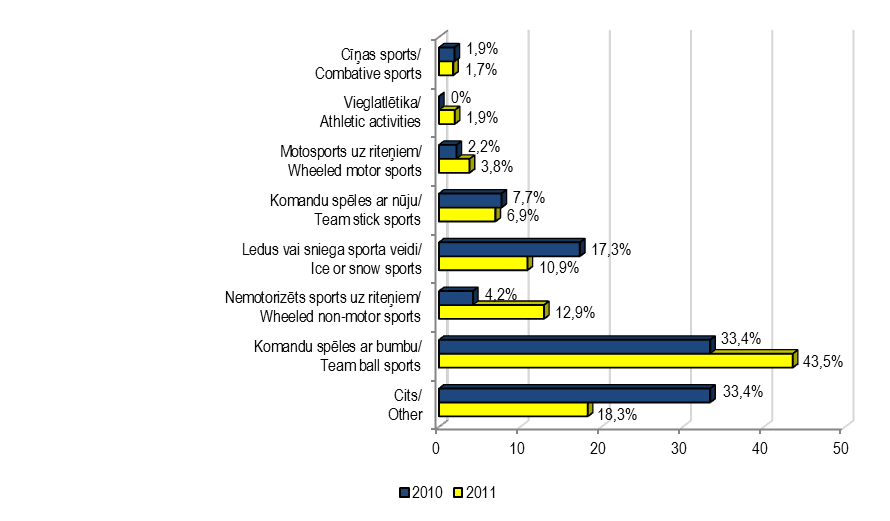 Cīņas sports/
Combative sports
1,9%
1,7%
Vieglatlētika/
Athletic activities
0%
1,9%
Motosports uz riteņiem/
Wheeled motor sports
2,2%
3,8%
Komandu spēles ar nūju/
Team stick sports
7,7%
6,9%
Ledus vai sniega sporta veidi/
Ice or snow sports
17,3%
10,9%
Nemotorizēts sports uz riteņiem/
Wheeled non-motor sports
4,2%
12,9%
Komandu spēles ar bumbu/
Team ball sports
33,4%
43,5%
Cits/
Other
33,4%
18,3%
0 10 20 30 40 50
2010 2011